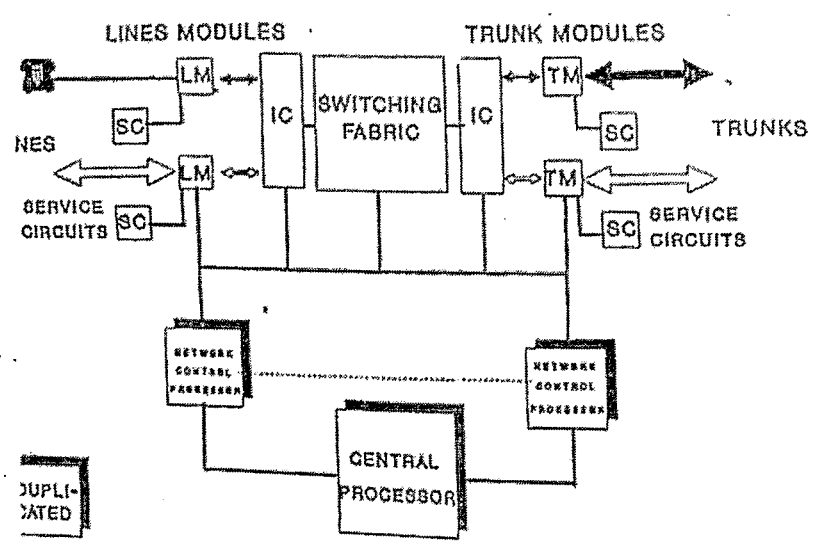 LINES MODULES
TRUNK MODULES
LM
IC
SWITCHING
FABRIC
IC
TM
SC
SC
NES
TRUNKS
LM
TM
SERVICE
CIRCUITS
SC
SC
SERVICE
CIRCUITS
NETWORK
CONTROL
PROCESSOR
NETWORK
CONTROL
PROCESSOR
CENTRAL
PROCESSOR
DUPLI-
CATED